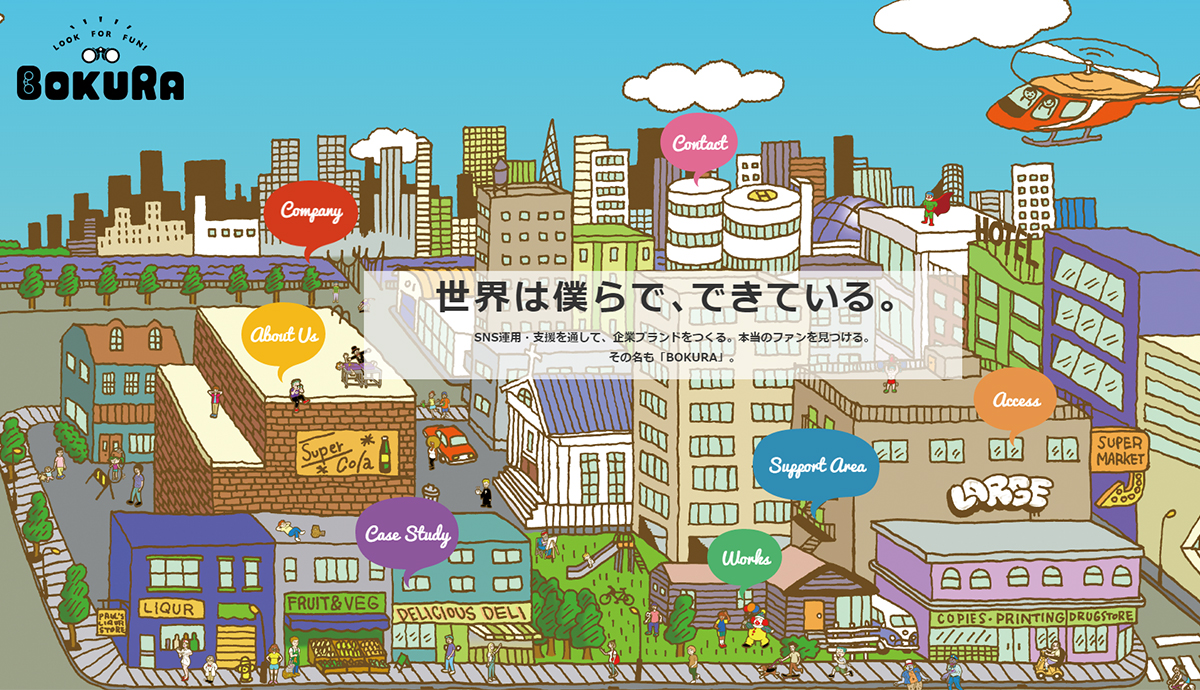 LOOK FOR FUN!
BOKURA
Contact
Company
HOTEL
世界は僕らで、できている。
About Us
SNS運用・支援を通して、企業ブランドをつくる。本当のファンを見つける。
その名も「BOKURA」。
Access
Super
Cola
SUPER
MARKET
Support Area
LARGE
Case Study
Works
LIQUR
FRUIT&VEG
DELICIOUS DELI
PAUL'S
LIQUR
STORE
COPIES・PRINTING
DRUGSTORE